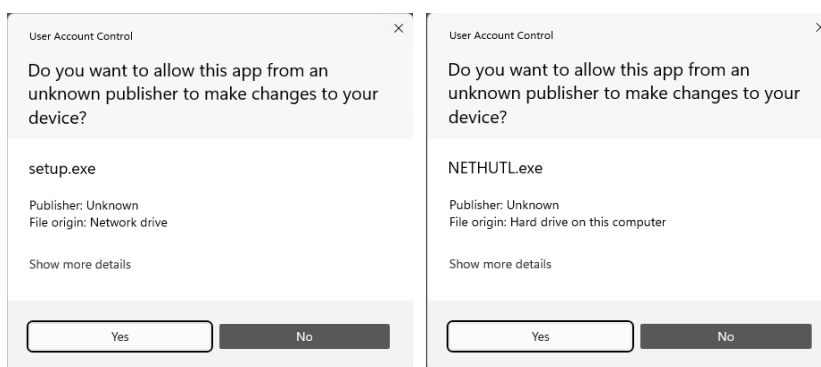 User Account Control
Do you want to allow this app from an
unknown publisher to make changes to your
device?
setup.exe
Publisher: Unknown
File origin: Network drive
Show more details
Yes
No
User Account Control
Do you want to allow this app from an
unknown publisher to make changes to your
device?
NETHUTL.exe
Publisher: Unknown
File origin: Hard drive on this computer
Show more details
Yes
No